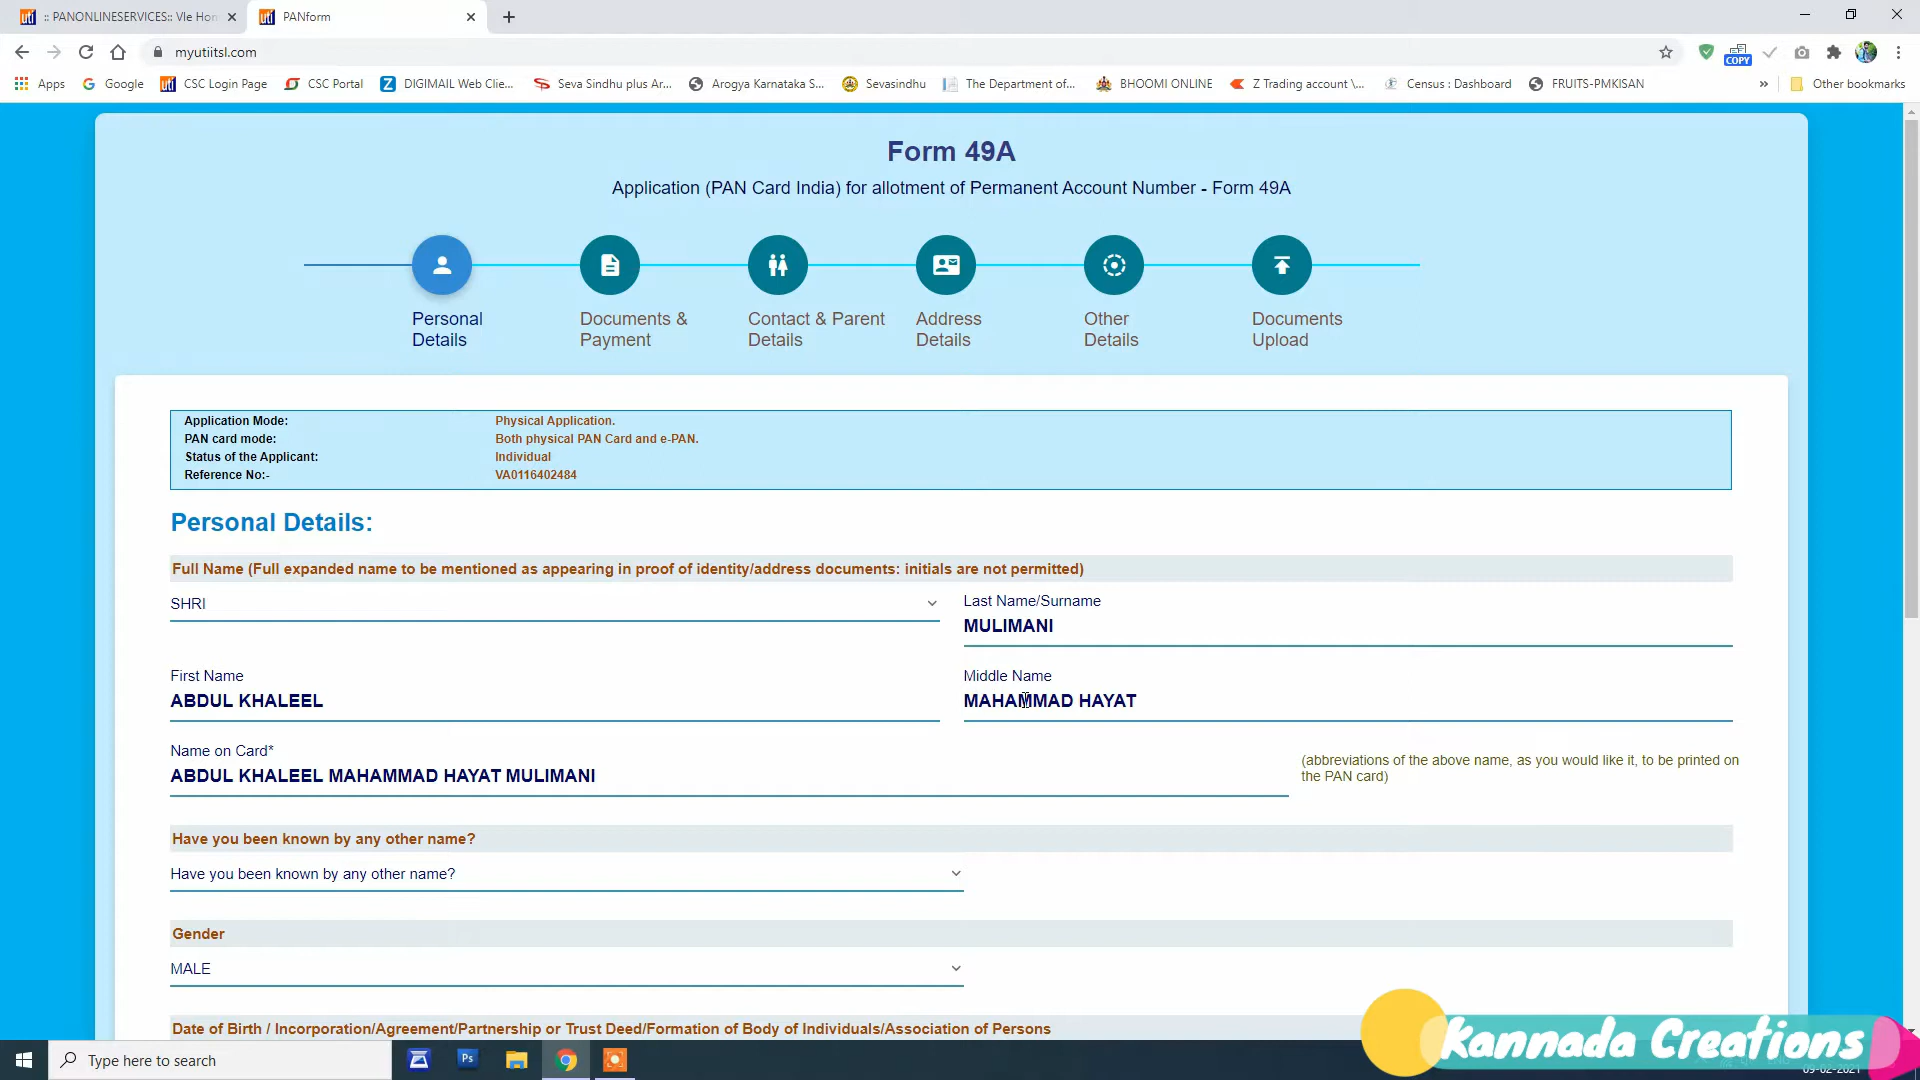 :: PANONLINESERVICES:: Vle Hom
PANform
myutiitsl.com
COPY
Apps
Google
CSC Login Page
CSC Portal
DIGIMAIL Web Clie...
Seva Sindhu plus Ar...
Arogya Karnataka S...
Sevasindhu
The Department of...
BHOOMI ONLINE
Z Trading account \...
Census : Dashboard
FRUITS-PMKISAN
»
Other bookmarks
Form 49A
Application (PAN Card India) for allotment of Permanent Account Number - Form 49A
Personal
Details
Documents &
Payment
Contact & Parent
Details
Address
Details
Other
Details
Documents
Upload
Application Mode: Physical Application.
PAN card mode: Both physical PAN Card and e-PAN.
Status of the Applicant: Individual
Reference No:- VA0116402484
Personal Details:
Full Name (Full expanded name to be mentioned as appearing in proof of identity/address documents: initials are not permitted)
SHRI
Last Name/Surname
MULIMANI
First Name
ABDUL KHALEEL
Middle Name
MAHAMMAD HAYAT
Name on Card*
ABDUL KHALEEL MAHAMMAD HAYAT MULIMANI
(abbreviations of the above name, as you would like it, to be printed on
the PAN card)
Have you been known by any other name?
Have you been known by any other name?
Gender
MALE
Date of Birth / Incorporation/Agreement/Partnership or Trust Deed/Formation of Body of Individuals/Association of Persons
Kannada Creations
Type here to search
Ps
09-02-2021